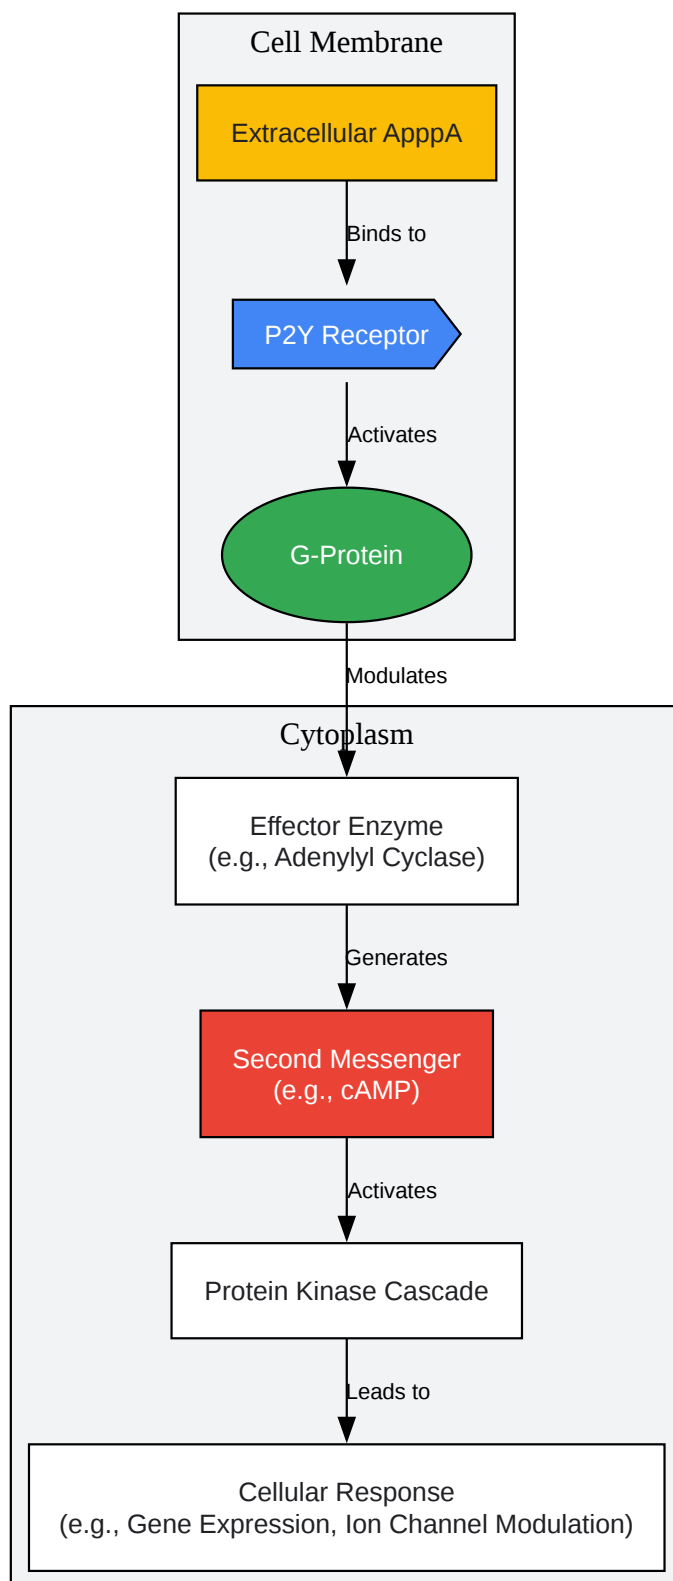 Cell Membrane
Extracellular ApppA
Binds to
P2Y Receptor
Activates
G-Protein
Modulates
Cytoplasm
Effector Enzyme
(e.g., Adenylyl Cyclase)
Generates
Second Messenger
(e.g., cAMP)
Activates
Protein Kinase Cascade
Leads to
Cellular Response
(e.g., Gene Expression, Ion Channel Modulation)